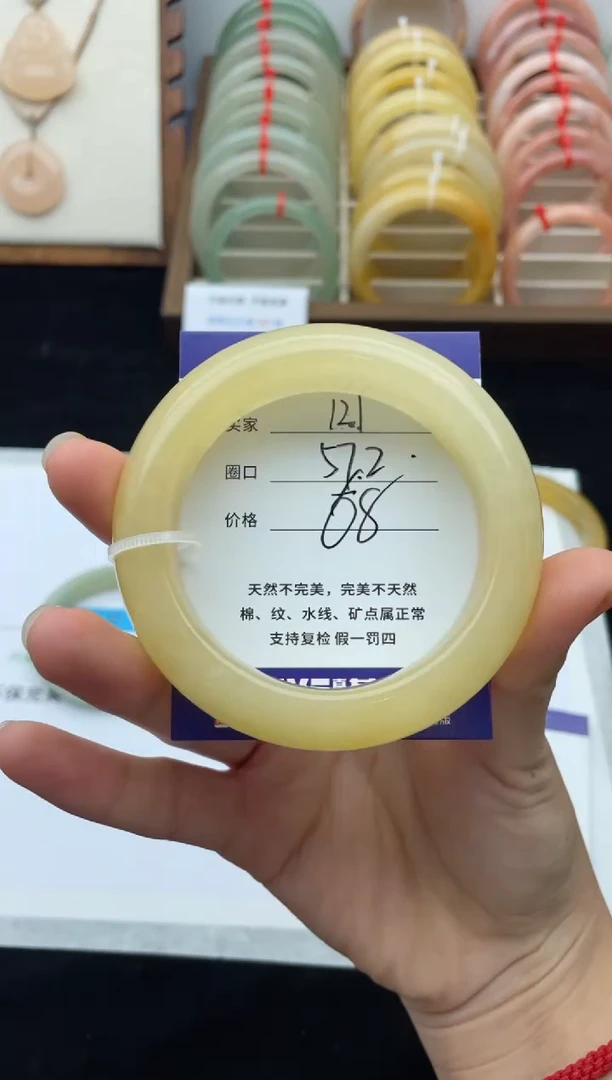 买家 121
圈口 57.2
价格 68
天然不完美，完美不天然
棉、纹、水线、矿点属正常
支持复检 假一罚四